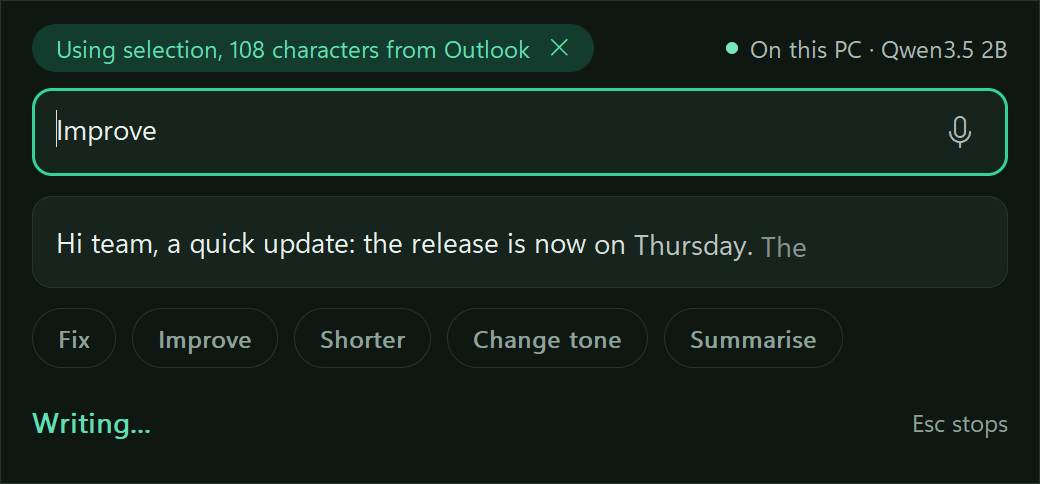 Using selection, 108 characters from Outlook
On this PC · Qwen3.5 2B
Improve
Hi team, a quick update: the release is now on Thursday. The
Fix
Improve
Shorter
Change tone
Summarise
Writing...
Esc stops